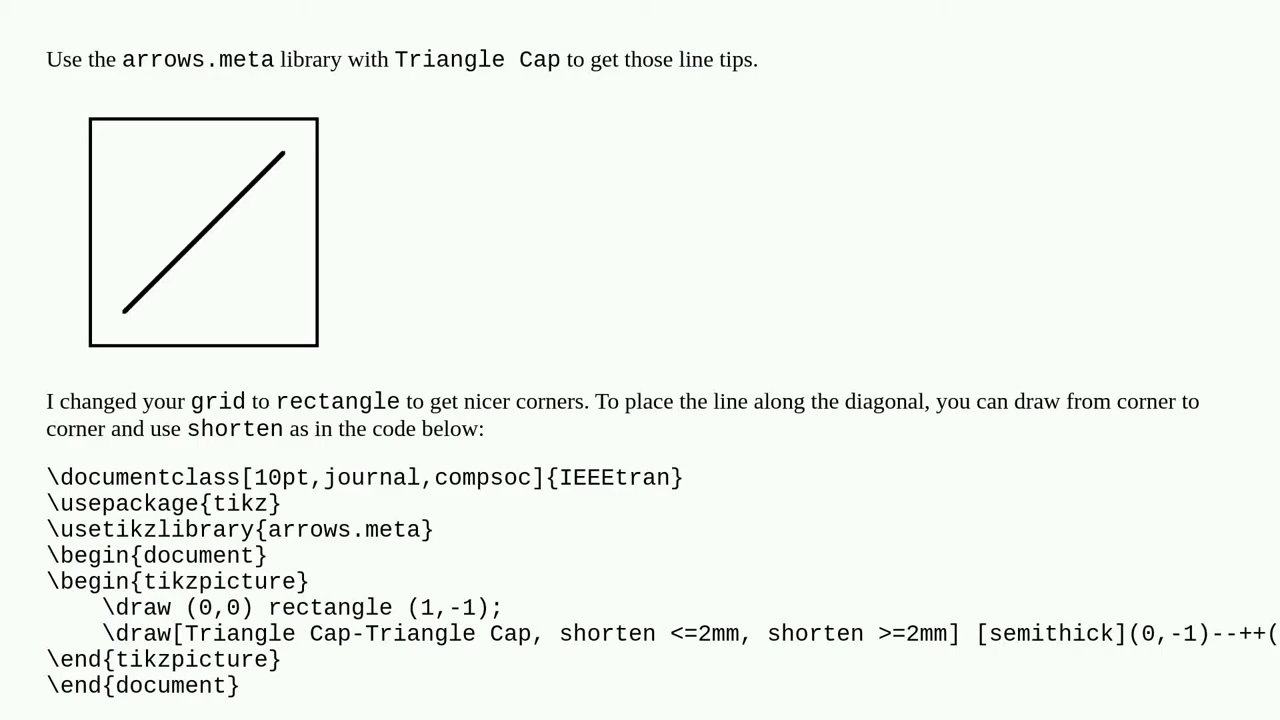 Use the arrows.meta library with Triangle Cap to get those line tips.
I changed your grid to rectangle to get nicer corners. To place the line along the diagonal, you can draw from corner to
corner and use shorten as in the code below:
\documentclass[10pt,journal,compsoc]{IEEEtran}
\usepackage{tikz}
\usetikzlibrary{arrows.meta}
\begin{document}
\begin{tikzpicture}
    \draw (0,0) rectangle (1,-1);
    \draw[Triangle Cap-Triangle Cap, shorten <=2mm, shorten >=2mm] [semithick](0,-1)--++(
\end{tikzpicture}
\end{document}